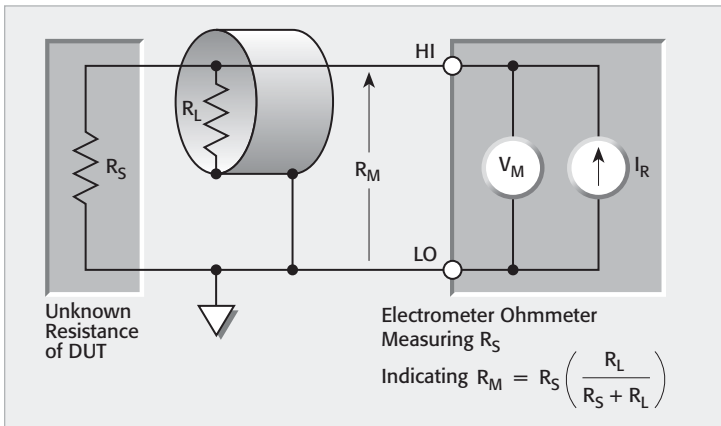 HI
R_L
R_S
R_M
V_M
I_R
LO
Unknown
Resistance
of DUT
Electrometer Ohmmeter
Measuring R_S
Indicating R_M = R_S ( R_L / (R_S + R_L) )